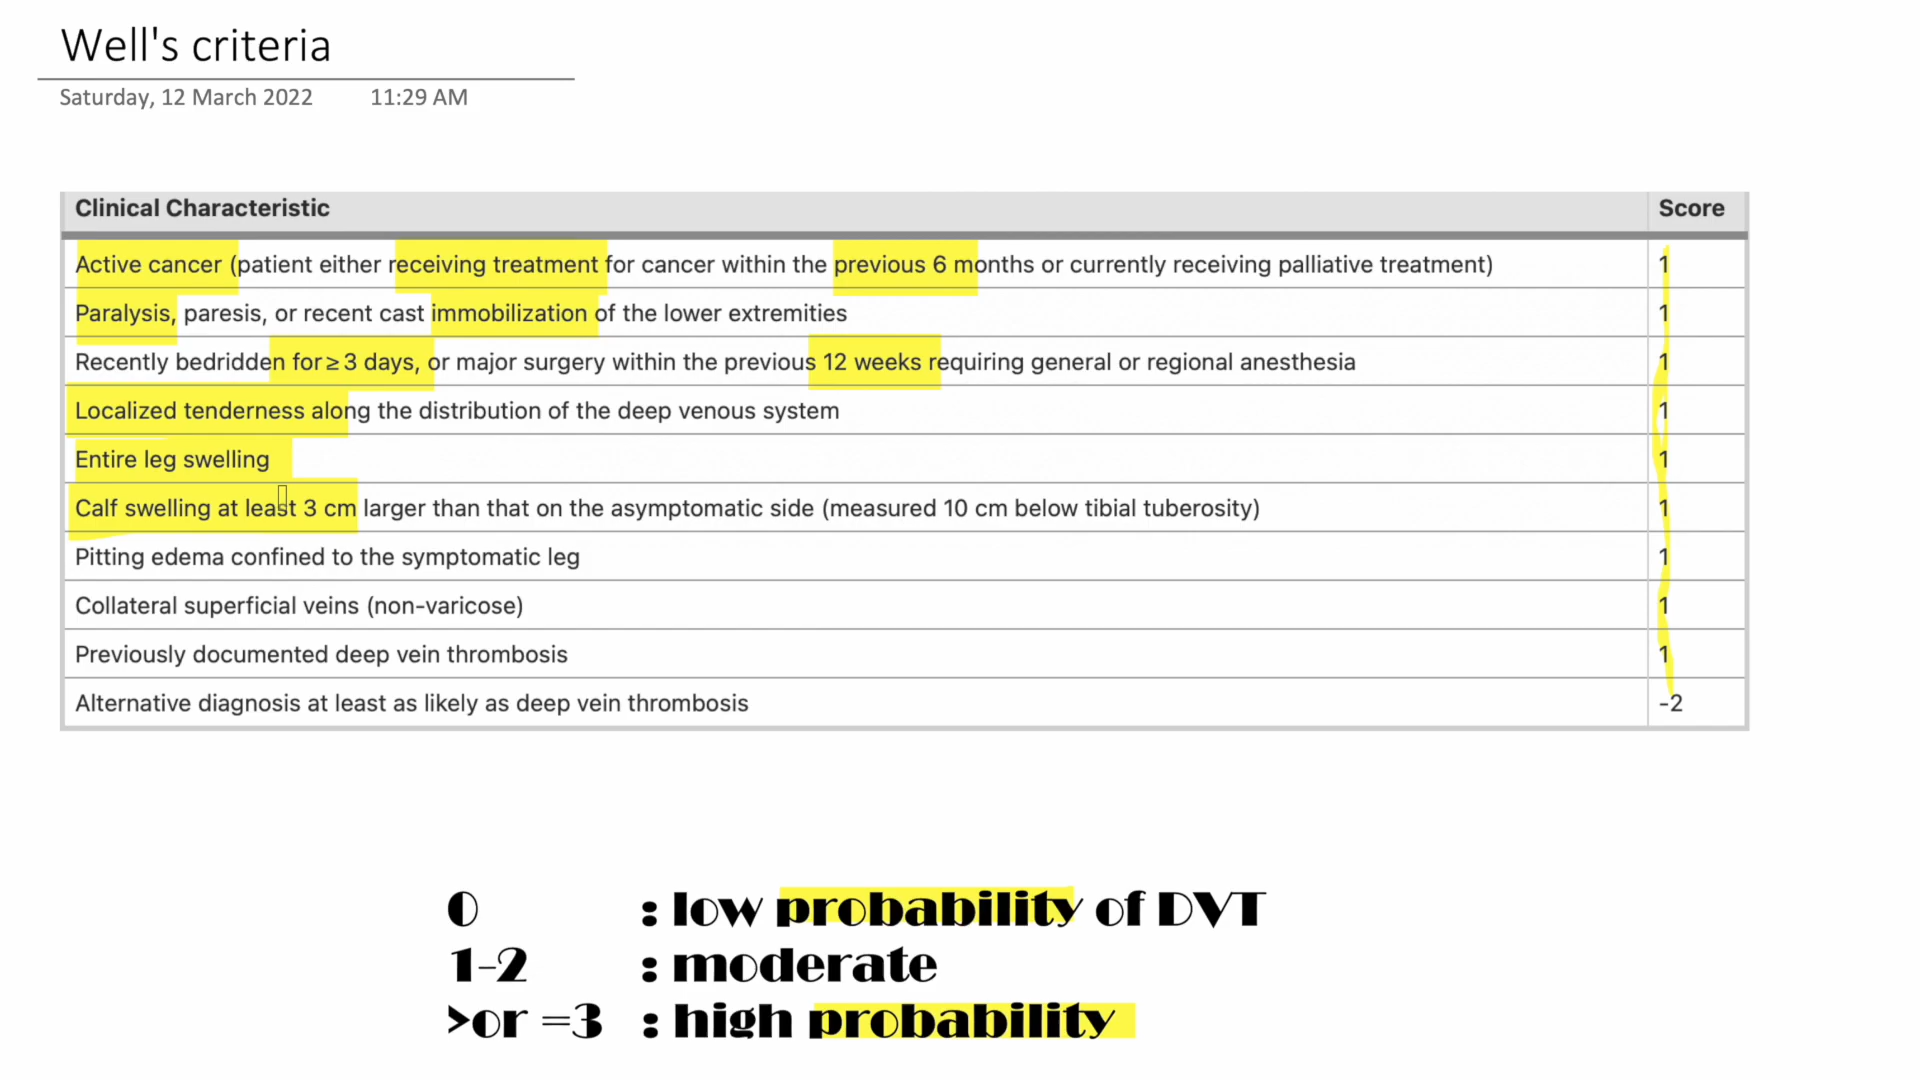 Well's criteria
Saturday, 12 March 2022 11:29 AM
Clinical Characteristic Score
Active cancer (patient either receiving treatment for cancer within the previous 6 months or currently receiving palliative treatment) 1
Paralysis, paresis, or recent cast immobilization of the lower extremities 1
Recently bedridden for ≥ 3 days, or major surgery within the previous 12 weeks requiring general or regional anesthesia 1
Localized tenderness along the distribution of the deep venous system 1
Entire leg swelling 1
Calf swelling at least 3 cm larger than that on the asymptomatic side (measured 10 cm below tibial tuberosity) 1
Pitting edema confined to the symptomatic leg 1
Collateral superficial veins (non-varicose) 1
Previously documented deep vein thrombosis 1
Alternative diagnosis at least as likely as deep vein thrombosis -2
0 : low probability of DVT
1-2 : moderate
>or =3 : high probability